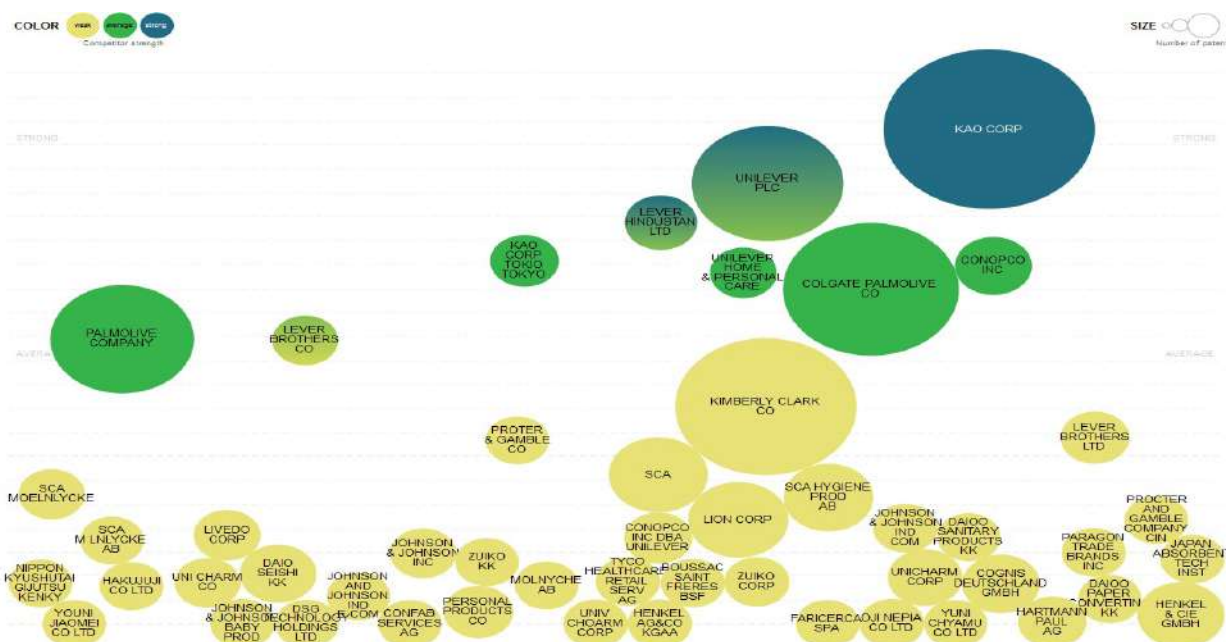 COLOR
weak
average
strong
Competitor strength
SIZE
Number of paten
STRONG
STRONG
KAO CORP
UNILEVER
PLC
LEVER
HINDUSTAN
LTD
KAO
CORP
TOKIO
TOKYO
UNILEVER
HOME
& PERSONAL
CARE
COLGATE PALMOLIVE
CO
CONOPCO
INC
PALMOLIVE
COMPANY
LEVER
BROTHERS
CO
AVERA
AVERAGE
KIMBERLY CLARK
CO
PROTER
& GAMBLE
CO
LEVER
BROTHERS
LTD
SCA
MOELNLYCKE
SCA
SCA HYGIENE
PROD
AB
LION CORP
SCA
M LNLYCKE
AB
LIVEDO
CORP
JOHNSON
& JOHNSON
INC
ZUIKO
KK
CONOPCO
INC DBA
UNILEVER
JOHNSON
& JOHNSON
COM
DAIOO
SANITARY
PRODUCTS
KK
PROCTER
AND
GAMBLE COMPANY
CIN
PARAGON
TRADE
BRANDS
INC
JAPAN
ABSORBEN
TECH
INST
NIPPON
KYUSHUTAI
GIJUTSU
KENKY
HAKUJUJI
CO LTD
UNI CHARM
CO
DAIO
SEISHI
KK
JOHNSON
AND
JOHNSON
IND
E.COM
MOLNYCHE
AB
TYCO
HEALTHCARE
RETAIL
SERV
AG
BOUSSAC
SAINT
FRERES
BSF
ZUIKO
CORP
UNICHARM
CORP
COGNIS
DEUTSCHLAND
GMBH
DAIOO
PAPER
CONVERTIN
KK
HENKEL
& CIE
GMBH
YOUNI
JIAOMEI
CO LTD
JOHNSON
& JOHNSON
BABY
PROD
DSG
TECHNOLOGY
HOLDINGS
LTD
CONFAB
SERVICES
AG
PERSONAL
PRODUCTS
CO
UNIV
CHQARM
CORP
HENKEL
AG&CO
KGAA
FARICERCA
SPA
OJI NEPIA
CO LTD
YUNI
CHYAMU
CO LTD
HARTMANN
PAUL
AG